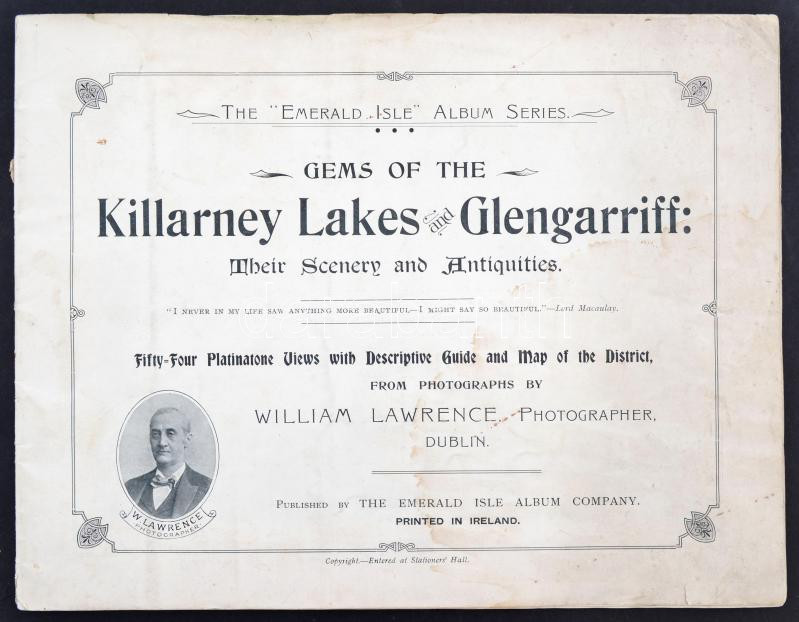 The "Emerald Isle" Album Series.
GEMS OF THE
Killarney Lakes and Glengarriff:
Their Scenery and Antiquities.
"I NEVER IN MY LIFE SAW ANYTHING MORE BEAUTIFUL—I MIGHT SAY SO BEAUTIFUL."—Lord Macaulay.
Fifty=Four Platinatone Views with Descriptive Guide and Map of the District,
FROM PHOTOGRAPHS BY
WILLIAM LAWRENCE, PHOTOGRAPHER,
DUBLIN.
W. LAWRENCE
PHOTOGRAPHER.
PUBLISHED BY THE EMERALD ISLE ALBUM COMPANY.
PRINTED IN IRELAND.
Copyright.—Entered at Stationers' Hall.